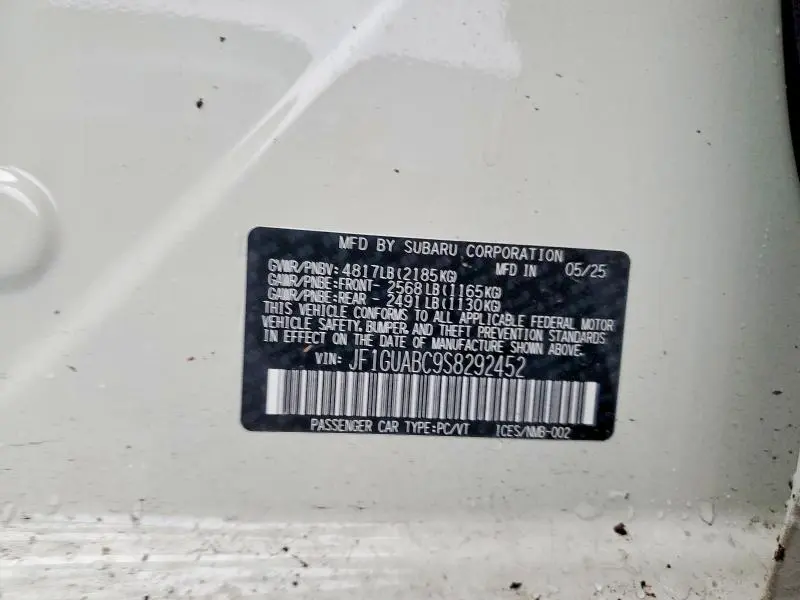 MFD BY SUBARU CORPORATION
GVWR/PNBV: 4817LB(2185KG) MFD IN 05/25
GAWR/PNBE:FRONT- 2568LB(1165KG)
GAWR/PNBE:REAR - 2491LB(1130KG)
THIS VEHICLE CONFORMS TO ALL APPLICABLE FEDERAL MOTOR
VEHICLE SAFETY, BUMPER, AND THEFT PREVENTION STANDARDS
IN EFFECT ON THE DATE OF MANUFACTURE SHOWN ABOVE.
VIN: JF1GUABC9S8292452
PASSENGER CAR TYPE:PC/VT ICES/NMB-002